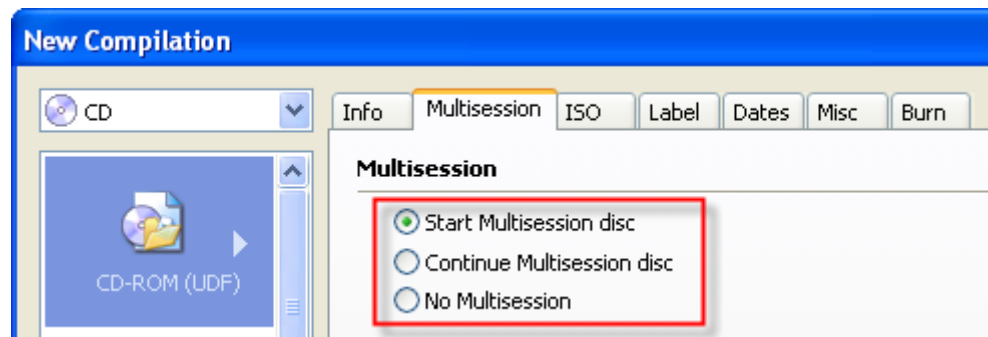 New Compilation
CD
Info Multisession ISO Label Dates Misc Burn
Multisession
CD-ROM (UDF)
Start Multisession disc
Continue Multisession disc
No Multisession